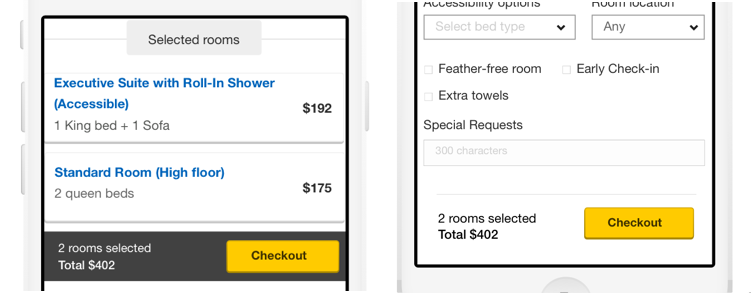 Selected rooms
Executive Suite with Roll-In Shower
(Accessible)
1 King bed + 1 Sofa
$192
Standard Room (High floor)
2 queen beds
$175
2 rooms selected
Total $402
Checkout
Accessibility options
Room location
Select bed type
Any
Feather-free room
Early Check-in
Extra towels
Special Requests
300 characters
2 rooms selected
Total $402
Checkout